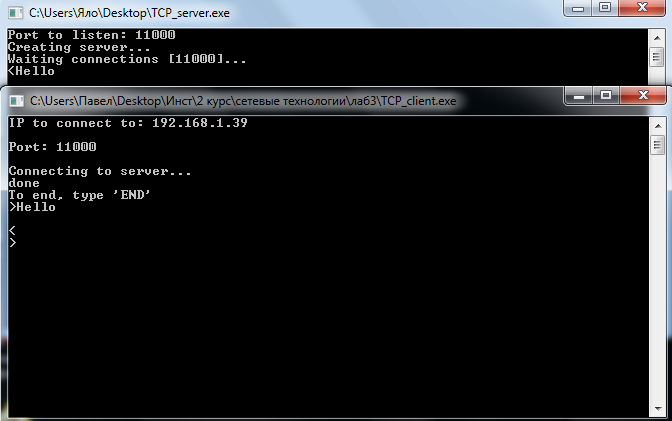 C:\Users\Яло\Desktop\TCP_server.exe
Port to listen: 11000
Creating server...
Waiting connections [11000]...
<Hello
C:\Users\Павел\Desktop\Инст\2 курс\сетевые технологии\лаб3\TCP_client.exe
IP to connect to: 192.168.1.39
Port: 11000
Connecting to server...
done
To end, type 'END'
>Hello
<
>